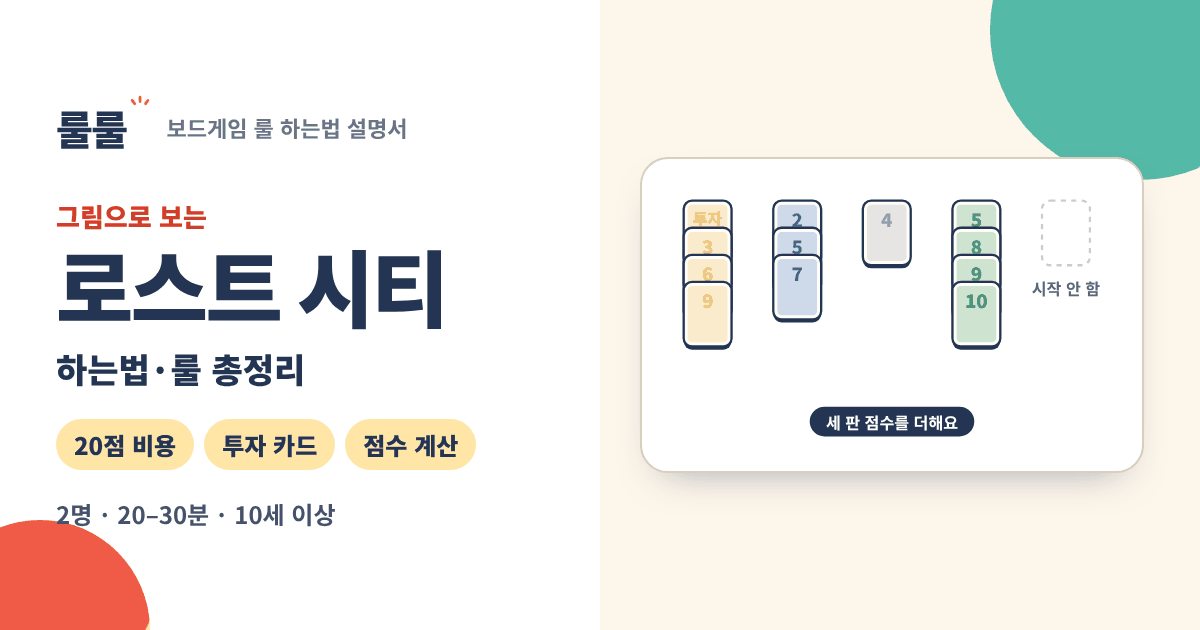 룰룰 보드게임 룰 하는법 설명서
그림으로 보는
로스트 시티
하는법·룰 총정리
20점 비용 투자 카드 점수 계산
2명 · 20–30분 · 10세 이상
투자
3
6
9
2
5
7
4
5
8
9
10
시작 안 함
세 판 점수를 더해요